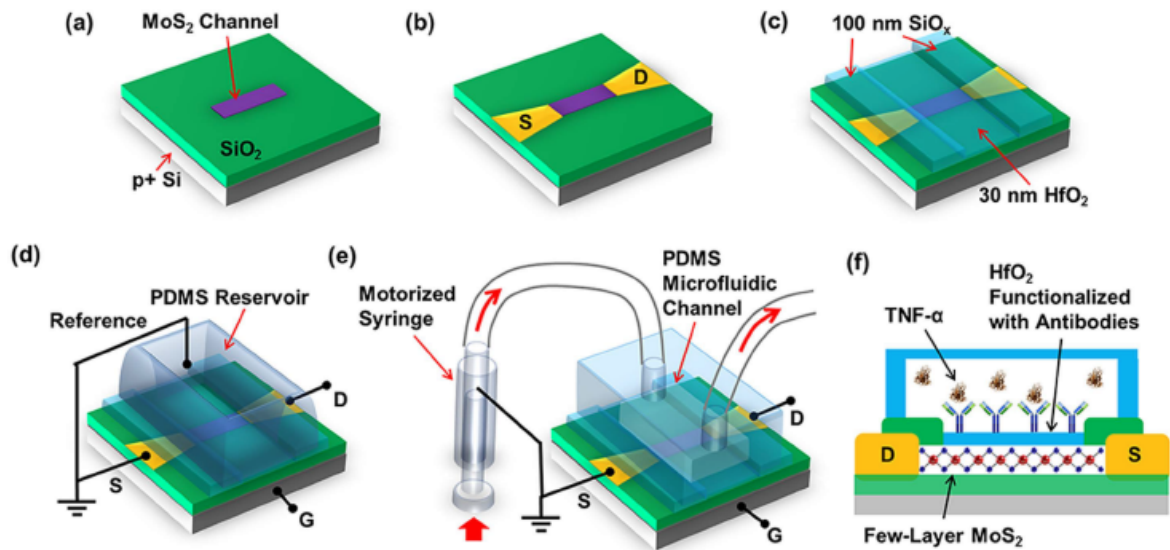 (a)
MoS₂ Channel
SiO₂
p+ Si
(b)
D
S
(c)
100 nm SiOₓ
30 nm HfO₂
(d)
PDMS Reservoir
Reference
D
S
G
(e)
Motorized
Syringe
PDMS
Microfluidic
Channel
D
S
G
(f)
HfO₂
Functionalized
with Antibodies
TNF-α
D
S
Few-Layer MoS₂